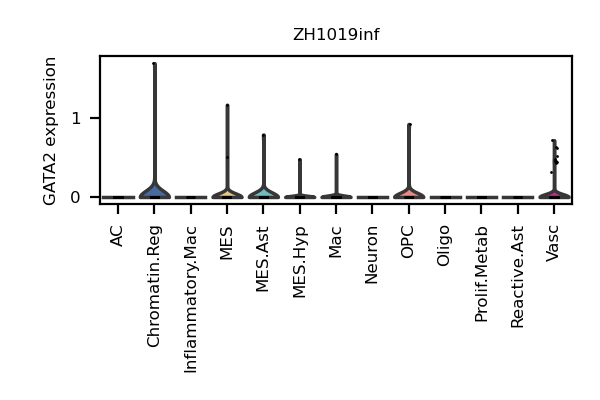 ZH1019inf
GATA2 expression
1
0
AC
Chromatin.Reg
Inflammatory.Mac
MES
MES.Ast
MES.Hyp
Mac
Neuron
OPC
Oligo
Prolif.Metab
Reactive.Ast
Vasc